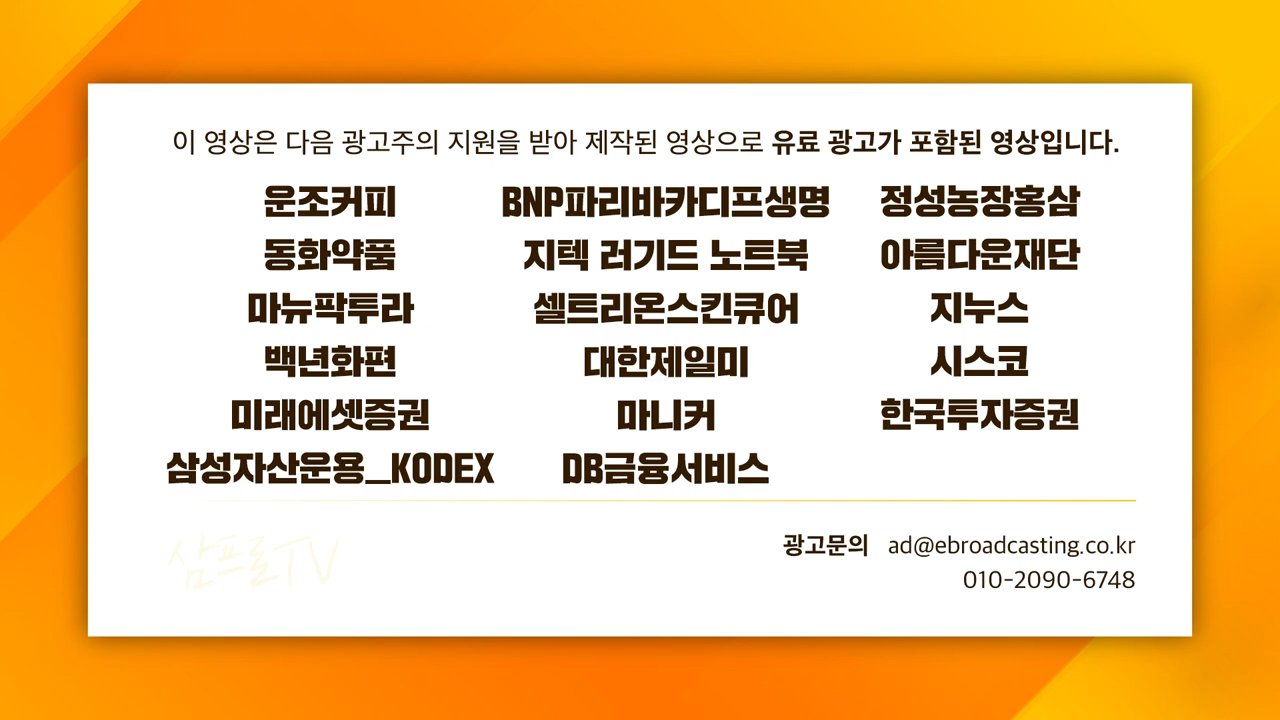 이 영상은 다음 광고주의 지원을 받아 제작된 영상으로 유료 광고가 포함된 영상입니다.
운조커피 BNP파리바카디프생명 정성농장홍삼
동화약품 지텍 러기드 노트북 아름다운재단
마뉴팍투라 셀트리온스킨큐어 지누스
백년화편 대한제일미 시스코
미래에셋증권 마니커 한국투자증권
삼성자산운용_KODEX DB금융서비스
삼프로TV
광고문의 ad@ebroadcasting.co.kr
010-2090-6748